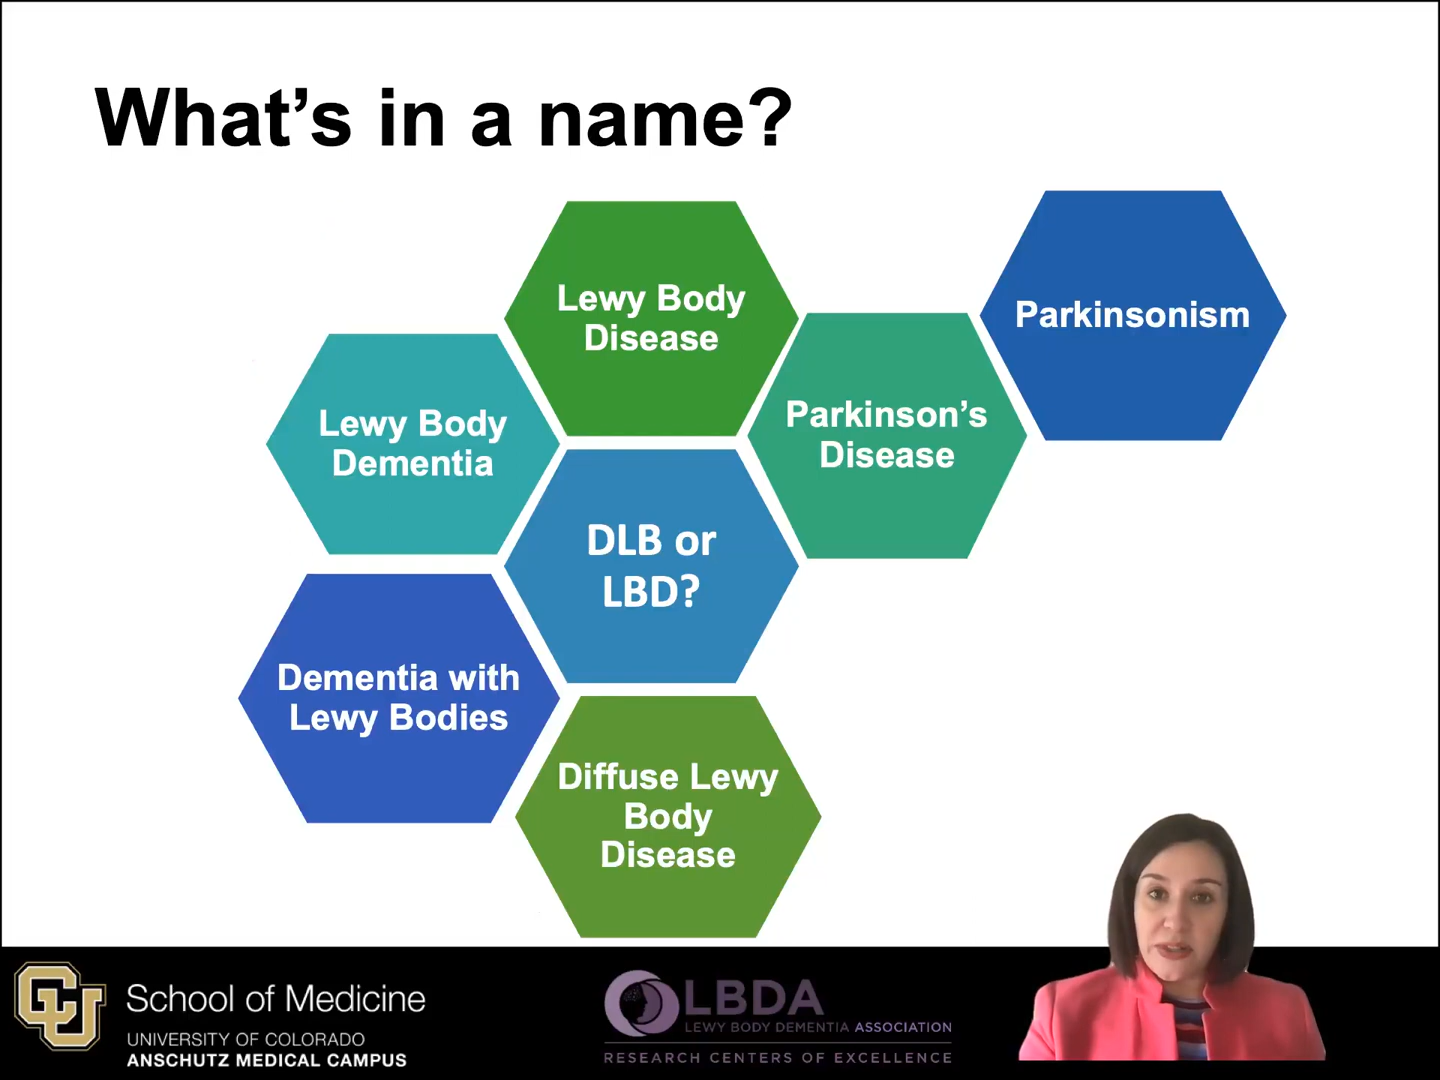 What’s in a name?
Lewy Body
Disease
Parkinsonism
Lewy Body
Dementia
Parkinson’s
Disease
DLB or
LBD?
Dementia with
Lewy Bodies
Diffuse Lewy
Body
Disease
CU
School of Medicine
UNIVERSITY OF COLORADO
ANSCHUTZ MEDICAL CAMPUS
LBDA
LEWY BODY DEMENTIA ASSOCIATION
RESEARCH CENTERS OF EXCELLENCE